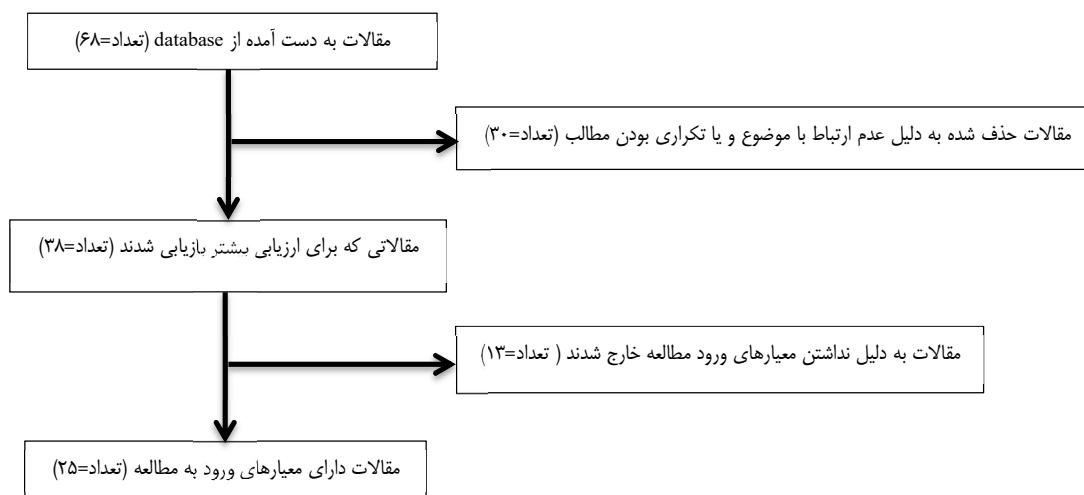 مقالات به دست آمده از database (تعداد=۶۸)
مقالات حذف شده به دلیل عدم ارتباط با موضوع و یا تکراری بودن مطالب (تعداد=۳۰)
مقالاتی که برای ارزیابی بیشتر بازیابی شدند (تعداد=۳۸)
مقالات به دلیل نداشتن معیارهای ورود مطالعه خارج شدند ( تعداد=۱۳)
مقالات دارای معیارهای ورود به مطالعه (تعداد=۲۵)